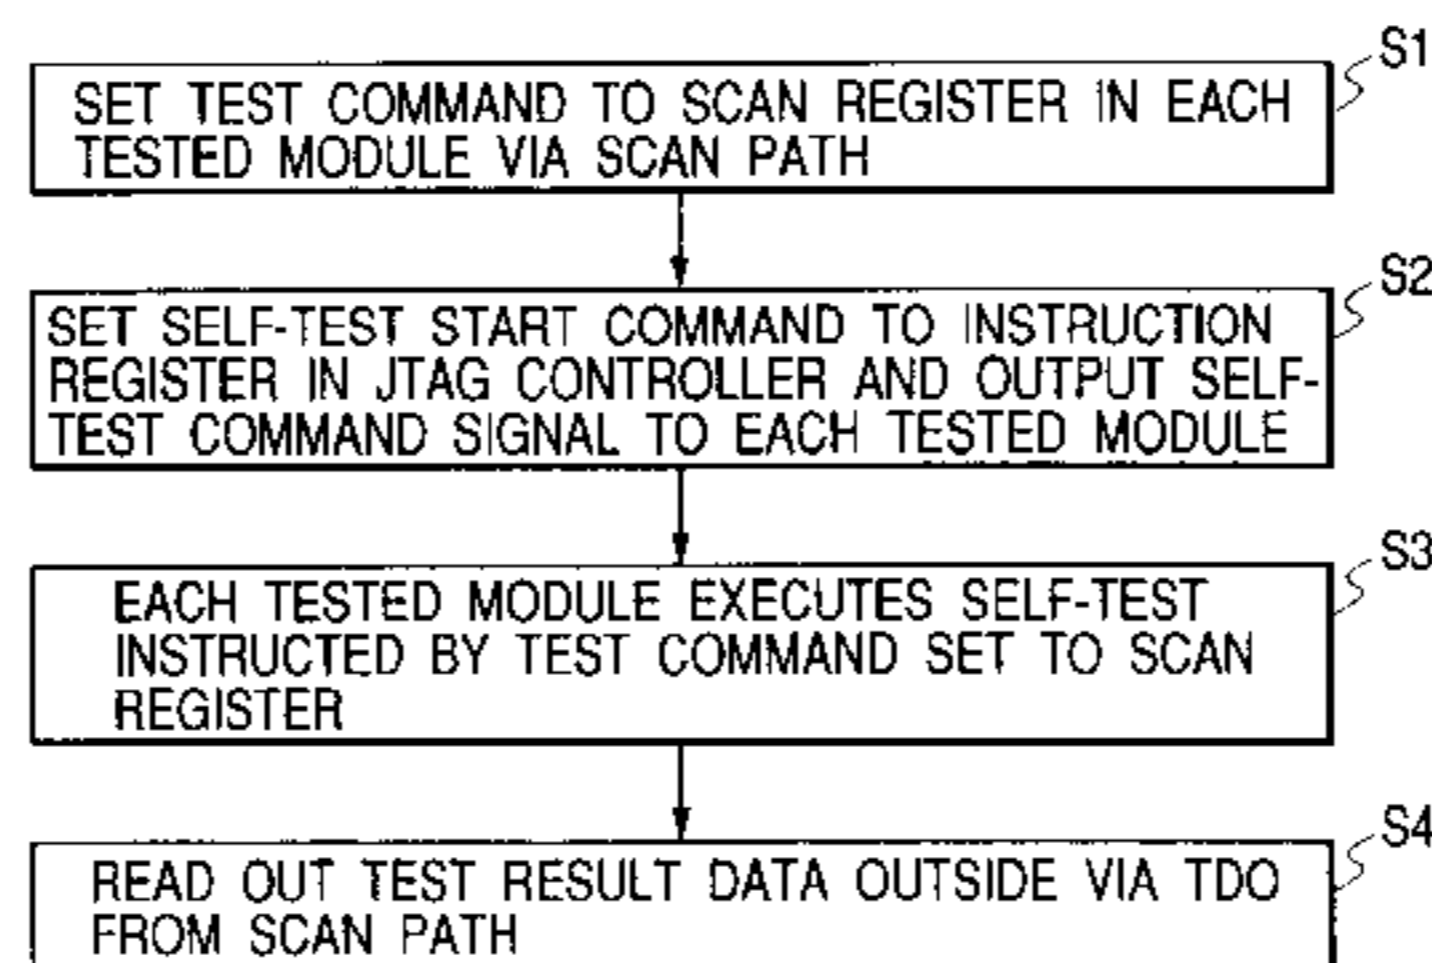 S1
SET TEST COMMAND TO SCAN REGISTER IN EACH
TESTED MODULE VIA SCAN PATH
S2
SET SELF-TEST START COMMAND TO INSTRUCTION
REGISTER IN JTAG CONTROLLER AND OUTPUT SELF-
TEST COMMAND SIGNAL TO EACH TESTED MODULE
S3
EACH TESTED MODULE EXECUTES SELF-TEST
INSTRUCTED BY TEST COMMAND SET TO SCAN
REGISTER
S4
READ OUT TEST RESULT DATA OUTSIDE VIA TDO
FROM SCAN PATH